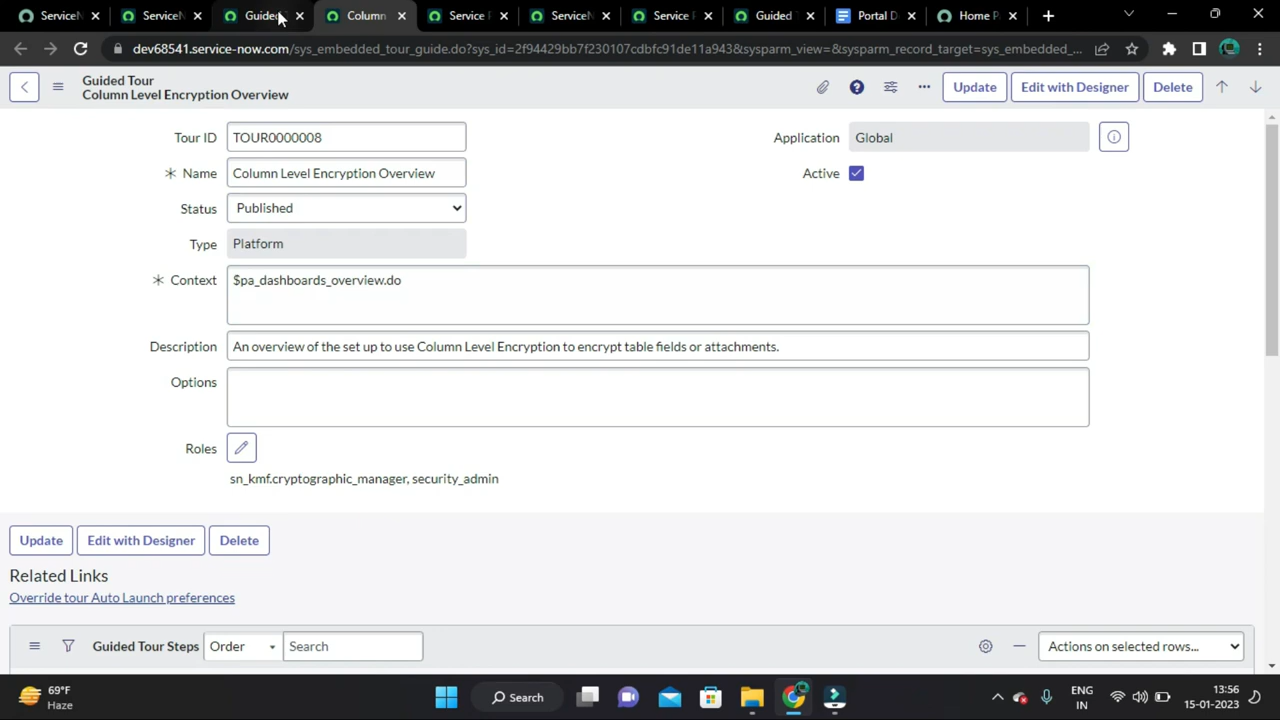 ServiceN
ServiceN
Guided
Column
Service P
ServiceN
Service P
Guided T
Portal D
Home P
dev68541.service-now.com/sys_embedded_tour_guide.do?sys_id=2f94429bb7f230107cdbfc91de11a943&sysparm_view=&sysparm_record_target=sys_embedded_...
Guided Tour
Column Level Encryption Overview
Update
Edit with Designer
Delete
Tour ID TOUR0000008
Application Global
* Name Column Level Encryption Overview
Active
Status Published
Type Platform
* Context $pa_dashboards_overview.do
Description An overview of the set up to use Column Level Encryption to encrypt table fields or attachments.
Options
Roles
sn_kmf.cryptographic_manager, security_admin
Update Edit with Designer Delete
Related Links
Override tour Auto Launch preferences
Guided Tour Steps Order Search Actions on selected rows...
69°F
Haze
Search
ENG
IN
13:56
15-01-2023